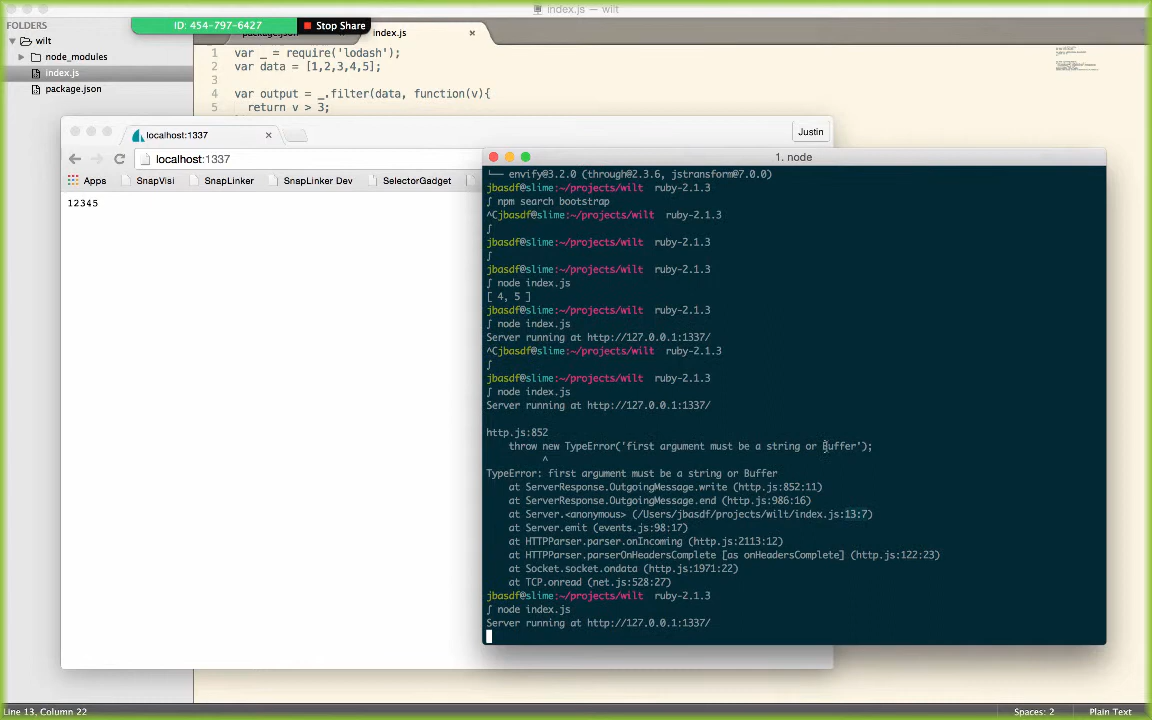 index.js — wilt
FOLDERS
wilt
node_modules
index.js
package.json
ID: 454-797-6427
Stop Share
index.js
1 var _ = require('lodash');
2 var data = [1,2,3,4,5];
3
4 var output = _.filter(data, function(v){
5 return v > 3;
localhost:1337
Justin
localhost:1337
Apps SnapVisi SnapLinker SnapLinker Dev SelectorGadget
12345
1. node
└── envify@3.2.0 (through@2.3.6, jstransform@7.0.0)
jbasdf@slime:~/projects/wilt ruby-2.1.3
∫ npm search bootstrap
^Cjbasdf@slime:~/projects/wilt ruby-2.1.3
∫
jbasdf@slime:~/projects/wilt ruby-2.1.3
∫
jbasdf@slime:~/projects/wilt ruby-2.1.3
∫ node index.js
[ 4, 5 ]
jbasdf@slime:~/projects/wilt ruby-2.1.3
∫ node index.js
Server running at http://127.0.0.1:1337/
^Cjbasdf@slime:~/projects/wilt ruby-2.1.3
∫
jbasdf@slime:~/projects/wilt ruby-2.1.3
∫ node index.js
Server running at http://127.0.0.1:1337/
http.js:852
throw new TypeError('first argument must be a string or Buffer');
^
TypeError: first argument must be a string or Buffer
at ServerResponse.OutgoingMessage.write (http.js:852:11)
at ServerResponse.OutgoingMessage.end (http.js:986:16)
at Server.<anonymous> (/Users/jbasdf/projects/wilt/index.js:13:7)
at Server.emit (events.js:98:17)
at HTTPParser.parser.onIncoming (http.js:2113:12)
at HTTPParser.parserOnHeadersComplete [as onHeadersComplete] (http.js:122:23)
at Socket.socket.ondata (http.js:1971:22)
at TCP.onread (net.js:528:27)
jbasdf@slime:~/projects/wilt ruby-2.1.3
∫ node index.js
Server running at http://127.0.0.1:1337/
Line 13, Column 22
Spaces: 2
Plain Text